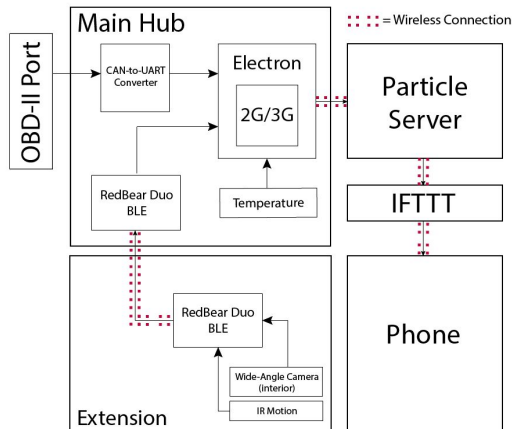 Main Hub
= Wireless Connection
OBD-II Port
CAN-to-UART
Converter
Electron
2G/3G
Particle
Server
RedBear Duo
BLE
Temperature
IFTTT
RedBear Duo
BLE
Phone
Wide-Angle Camera
(interior)
IR Motion
Extension